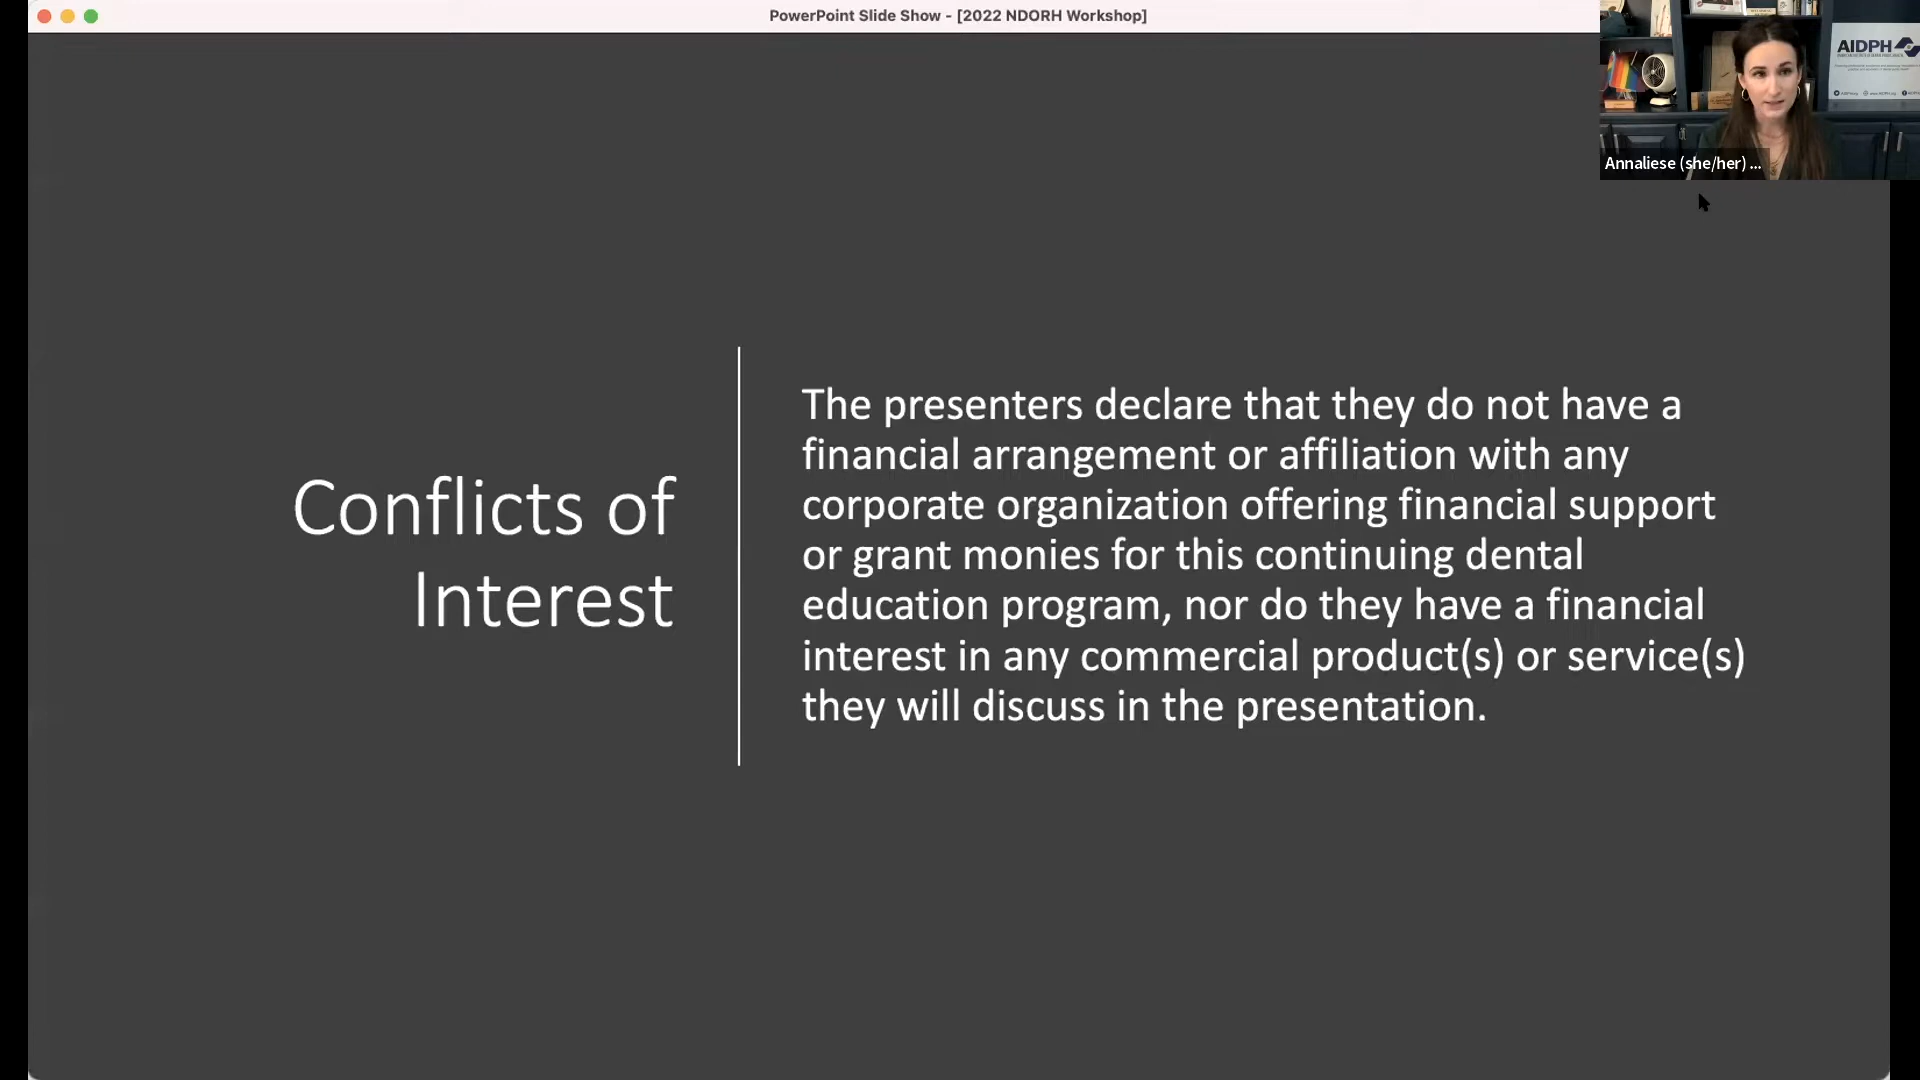 PowerPoint Slide Show - [2022 NDORH Workshop]
AIDPH
Annaliese (she/her) ...
Conflicts of
Interest
The presenters declare that they do not have a
financial arrangement or affiliation with any
corporate organization offering financial support
or grant monies for this continuing dental
education program, nor do they have a financial
interest in any commercial product(s) or service(s)
they will discuss in the presentation.